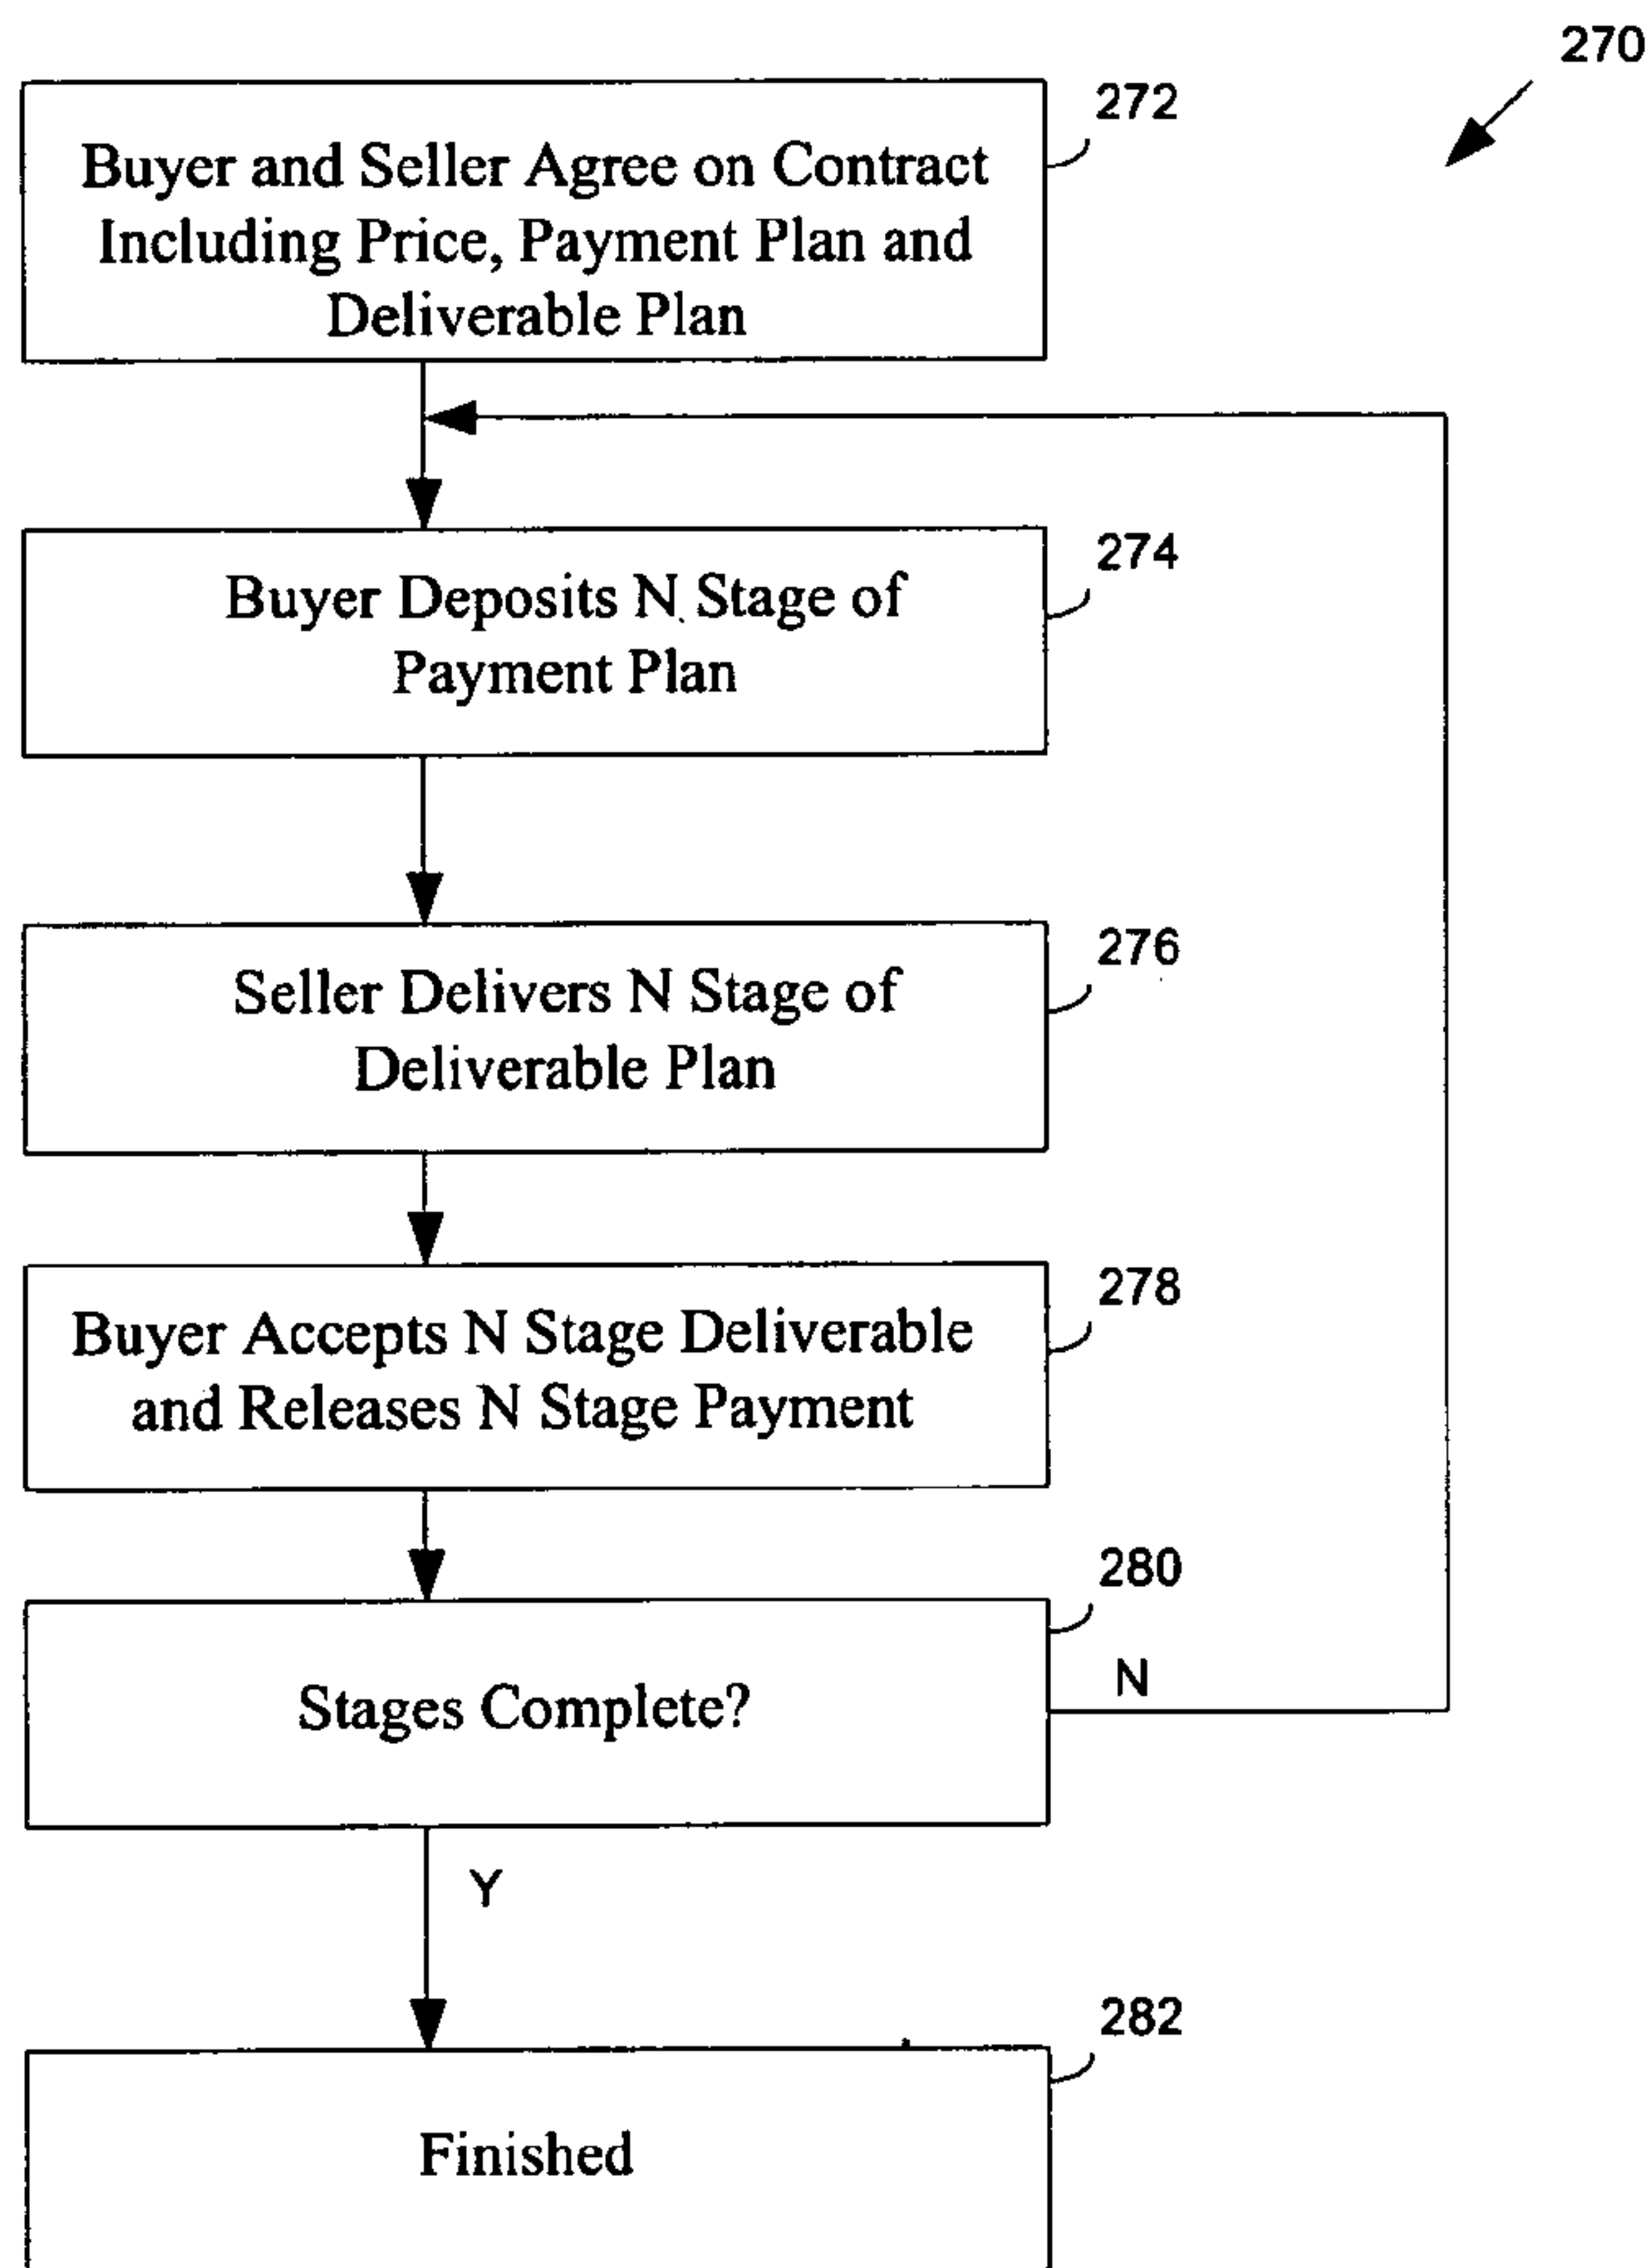 270
272
Buyer and Seller Agree on Contract
Including Price, Payment Plan and
Deliverable Plan
274
Buyer Deposits N Stage of
Payment Plan
276
Seller Delivers N Stage of
Deliverable Plan
278
Buyer Accepts N Stage Deliverable
and Releases N Stage Payment
280
Stages Complete?
N
Y
282
Finished